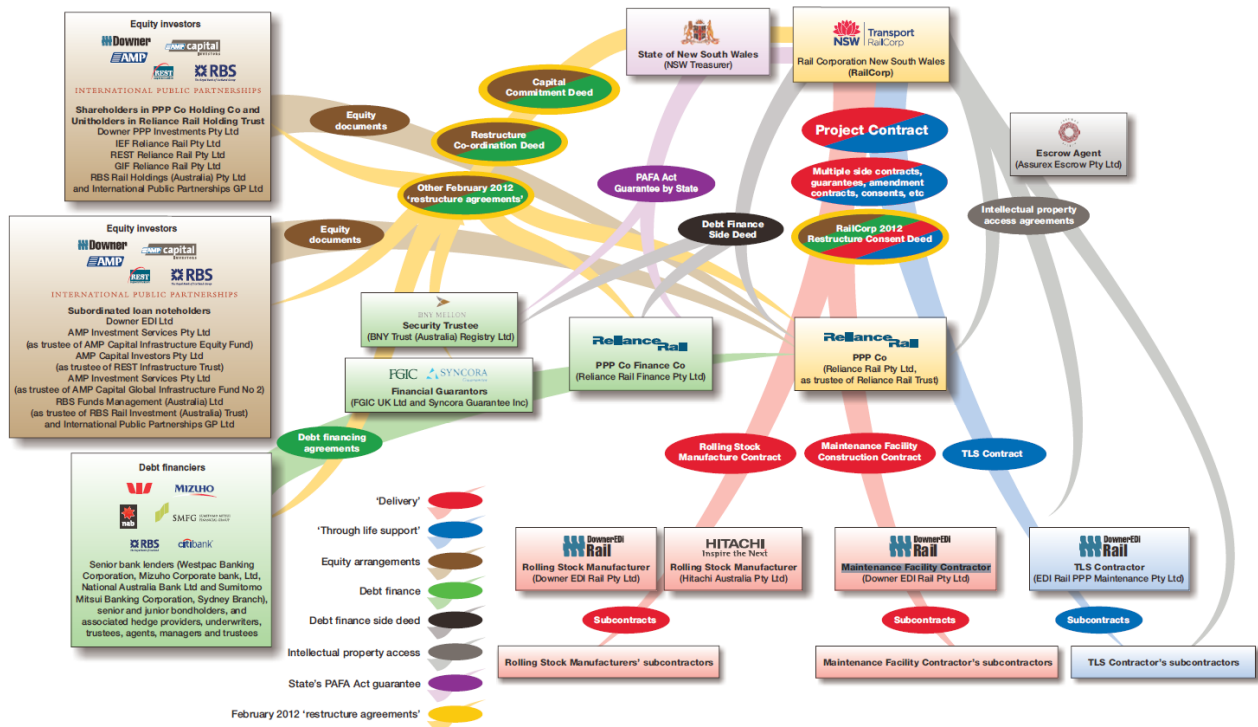 Equity investors
Downer
AMP capital
INVESTORS
AMP
REST
RBS
The Royal Bank of Scotland Group
INTERNATIONAL PUBLIC PARTNERSHIPS
Shareholders in PPP Co Holding Co and
Unitholders in Reliance Rail Holding Trust
Downer PPP Investments Pty Ltd
IEF Reliance Rail Pty Ltd
REST Reliance Rail Pty Ltd
GIF Reliance Rail Pty Ltd
RBS Rail Holdings (Australia) Pty Ltd
and International Public Partnerships GP Ltd
State of New South Wales
(NSW Treasurer)
NSW
Transport
RailCorp
Rail Corporation New South Wales
(RailCorp)
Capital
Commitment Deed
Equity
documents
Restructure
Co-ordination Deed
Other February 2012
'restructure agreements'
PAFA Act
Guarantee by State
Project Contract
Multiple side contracts,
guarantees, amendment
contracts, consents, etc
RailCorp 2012
Restructure Consent Deed
Escrow Agent
(Assurex Escrow Pty Ltd)
Intellectual property
access agreements
Debt Finance
Side Deed
Equity
documents
Equity investors
Downer
AMP capital
INVESTORS
AMP
REST
RBS
INTERNATIONAL PUBLIC PARTNERSHIPS
Subordinated loan noteholders
Downer EDI Ltd
AMP Investment Services Pty Ltd
(as trustee of AMP Capital Infrastructure Equity Fund)
AMP Capital Investors Pty Ltd
(as trustee of REST Infrastructure Trust)
AMP Investment Services Pty Ltd
(as trustee of AMP Capital Global Infrastructure Fund No 2)
RBS Funds Management (Australia) Ltd
(as trustee of RBS Rail Investment (Australia) Trust)
and International Public Partnerships GP Ltd
BNY MELLON
Security Trustee
(BNY Trust (Australia) Registry Ltd)
FGIC
SYNCORA
Financial Guarantors
(FGIC UK Ltd and Syncora Guarantee Inc)
Reliance Rail
PPP Co Finance Co
(Reliance Rail Finance Pty Ltd)
Reliance Rail
PPP Co
(Reliance Rail Pty Ltd,
as trustee of Reliance Rail Trust)
Debt financing
agreements
Rolling Stock
Manufacture Contract
Maintenance Facility
Construction Contract
TLS Contract
Debt financiers
MIZUHO
nab
SMFG
SUMITOMO MITSUI
FINANCIAL GROUP
RBS
citibank
Senior bank lenders (Westpac Banking
Corporation, Mizuho Corporate bank, Ltd,
National Australia Bank Ltd and Sumitomo
Mitsui Banking Corporation, Sydney Branch),
senior and junior bondholders, and
associated hedge providers, underwriters,
trustees, agents, managers and trustees
'Delivery'
'Through life support'
Equity arrangements
Debt finance
Debt finance side deed
Intellectual property access
State's PAFA Act guarantee
February 2012 'restructure agreements'
DownerEDI
Rail
Rolling Stock Manufacturer
(Downer EDI Rail Pty Ltd)
HITACHI
Inspire the Next
Rolling Stock Manufacturer
(Hitachi Australia Pty Ltd)
DownerEDI
Rail
Maintenance Facility Contractor
(Downer EDI Rail Pty Ltd)
DownerEDI
Rail
TLS Contractor
(EDI Rail PPP Maintenance Pty Ltd)
Subcontracts
Subcontracts
Subcontracts
Rolling Stock Manufacturers' subcontractors
Maintenance Facility Contractor's subcontractors
TLS Contractor's subcontractors